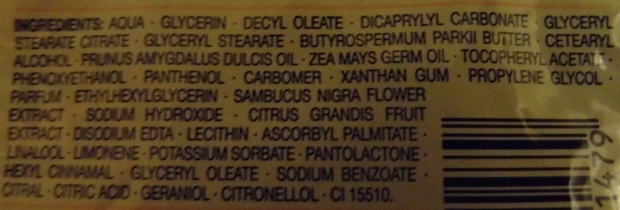 INGREDIENTS: AQUA · GLYCERIN · DECYL OLEATE · DICAPRYLYL CARBONATE · GLYCERYL
STEARATE CITRATE · GLYCERYL STEARATE · BUTYROSPERMUM PARKII BUTTER · CETEARYL
ALCOHOL · PRUNUS AMYGDALUS DULCIS OIL · ZEA MAYS GERM OIL · TOCOPHERYL ACETATE ·
PHENOXYETHANOL · PANTHENOL · CARBOMER · XANTHAN GUM · PROPYLENE GLYCOL ·
PARFUM · ETHYLHEXYLGLYCERIN · SAMBUCUS NIGRA FLOWER
EXTRACT · SODIUM HYDROXIDE · CITRUS GRANDIS FRUIT
EXTRACT · DISODIUM EDTA · LECITHIN · ASCORBYL PALMITATE ·
LINALOOL · LIMONENE · POTASSIUM SORBATE · PANTOLACTONE ·
HEXYL CINNAMAL · GLYCERYL OLEATE · SODIUM BENZOATE ·
CITRAL · CITRIC ACID · GERANIOL · CITRONELLOL · CI 15510.
1479